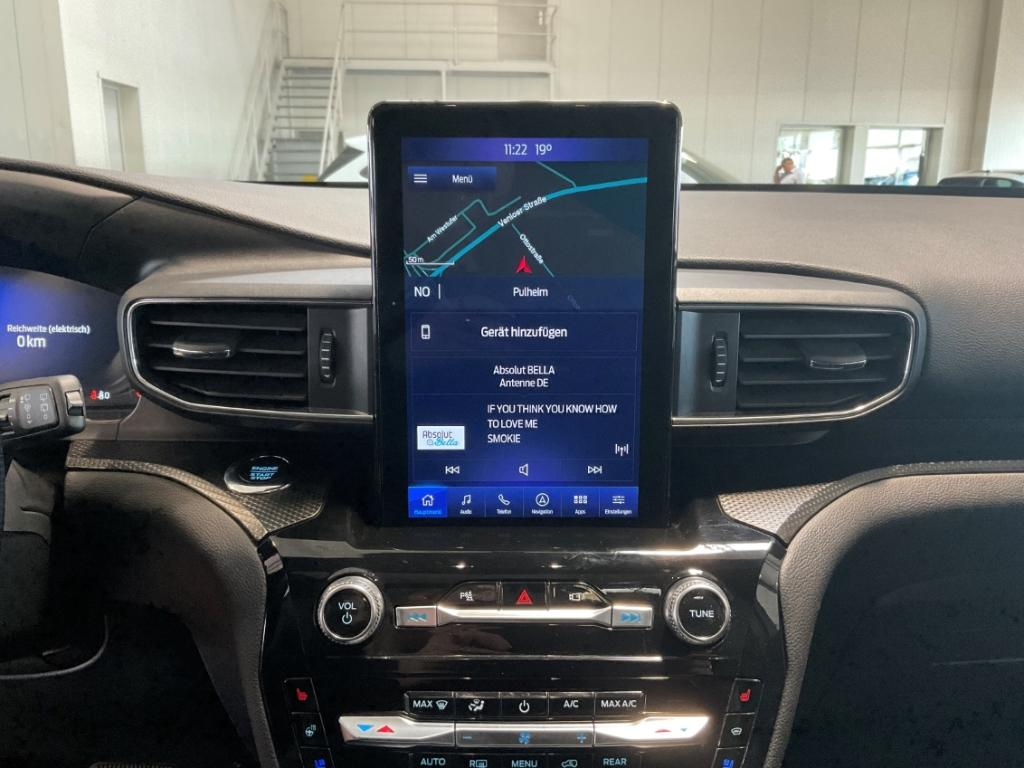 11:22 19°
Menü
Am Westufer
Venloer Straße
Ottostraße
50 m
NO
Pulheim
Gerät hinzufügen
Absolut BELLA
Antenne DE
IF YOU THINK YOU KNOW HOW
TO LOVE ME
SMOKIE
Absolut
Bella
Hauptmenü Audio Telefon Navigation Apps Einstellungen
Reichweite (elektrisch)
0 km
ENGINE
START
STOP
VOL
TUNE
MAX A/C MAX A/C
AUTO R MENU REAR